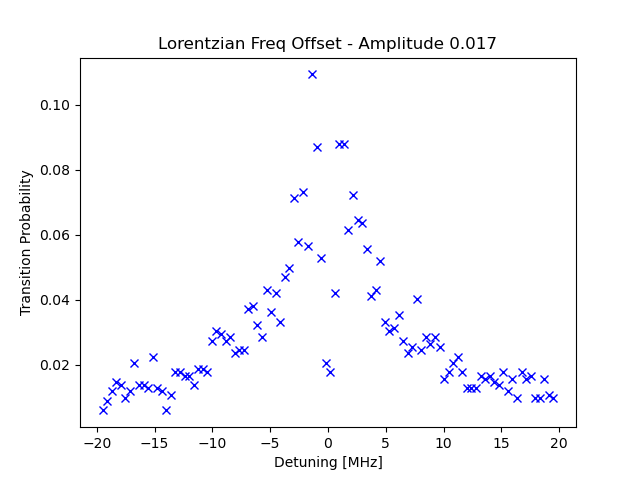 Lorentzian Freq Offset - Amplitude 0.017
Transition Probability
0.10
0.08
0.06
0.04
0.02
−20 −15 −10 −5 0 5 10 15 20
Detuning [MHz]